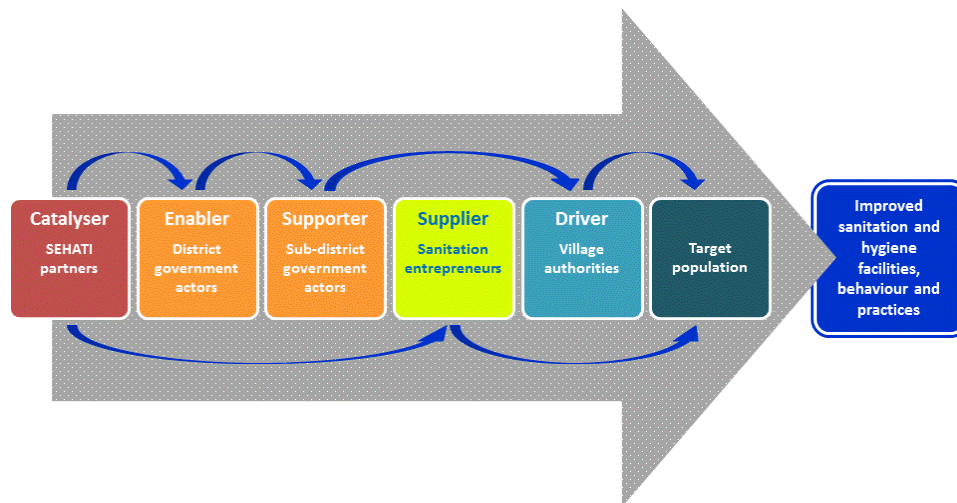 Catalyser
SEHATI
partners
Enabler
District
government
actors
Supporter
Sub-district
government
actors
Supplier
Sanitation
entrepreneurs
Driver
Village
authorities
Target
population
Improved
sanitation and
hygiene
facilities,
behaviour and
practices